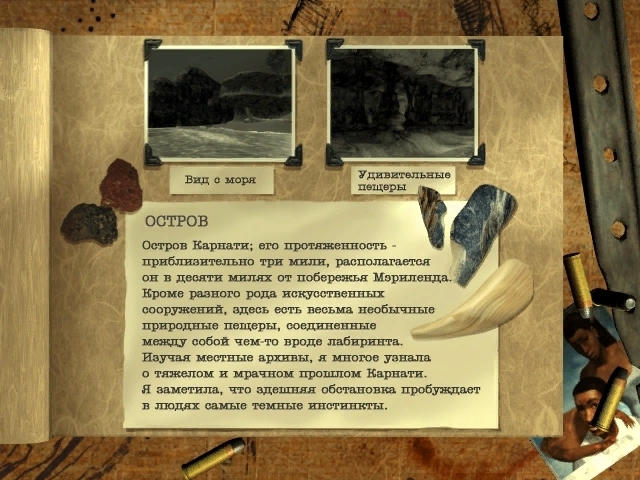 Вид с моря
Удивительные
пещеры
ОСТРОВ
Остров Карнати; его протяженность -
приблизительно три мили, располагается
он в десяти милях от побережья Мэриленда.
Кроме разного рода искусственных
сооружений, здесь есть весьма необычные
природные пещеры, соединенные
между собой чем-то вроде лабиринта.
Изучая местные архивы, я многое узнала
о тяжелом и мрачном прошлом Карнати.
Я заметила, что здешняя обстановка пробуждает
в людях самые темные инстинкты.